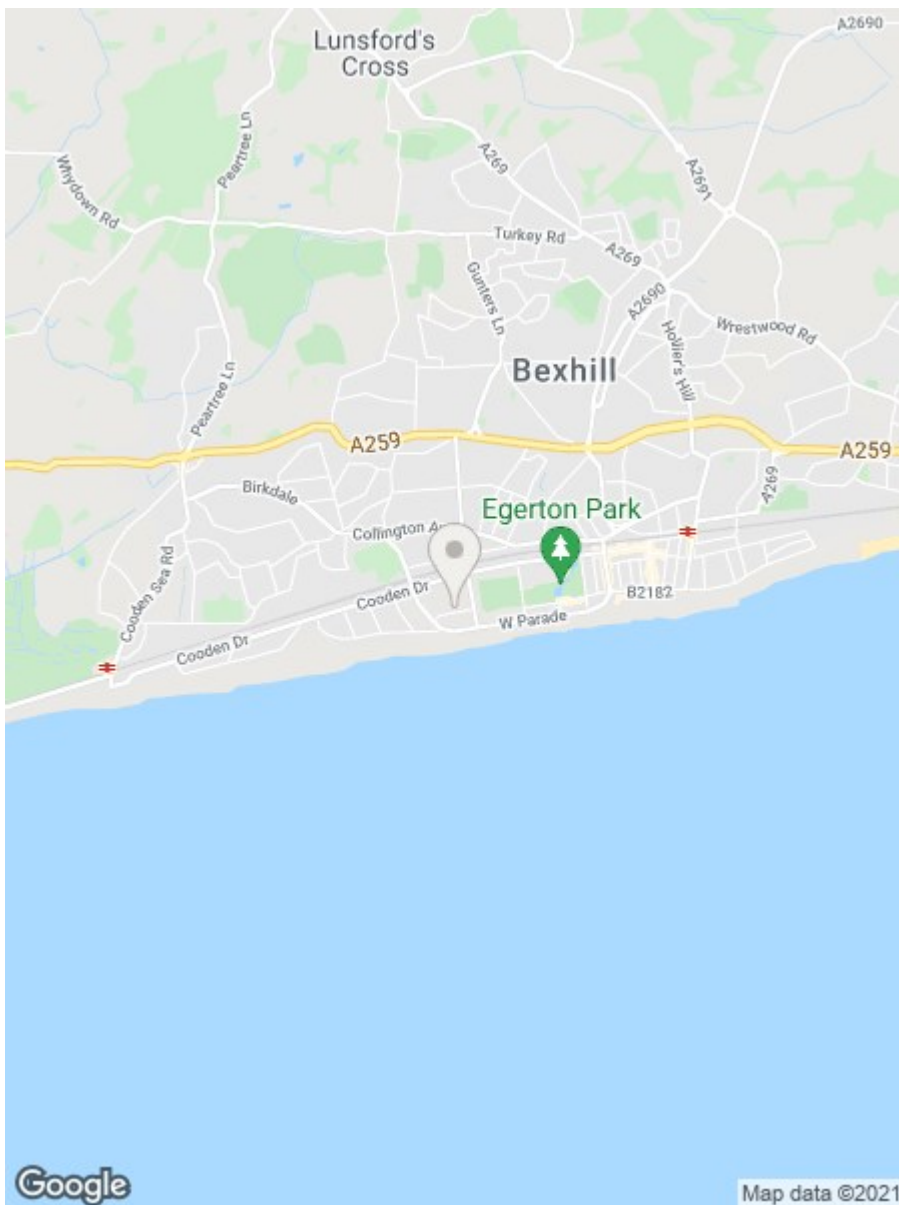 A2690
Lunsford's
Cross
Peartree Ln
A269
A2691
Whydown Rd
Turkey Rd
A269
Gunters Ln
A2690
Wrestwood Rd
Hollier's Hill
Bexhill
Peartree Ln
A259
A259
A269
Birkdale
Egerton Park
Collington A
Cooden Sea Rd
Cooden Dr
B2182
W Parade
Cooden Dr
Google
Map data ©2021